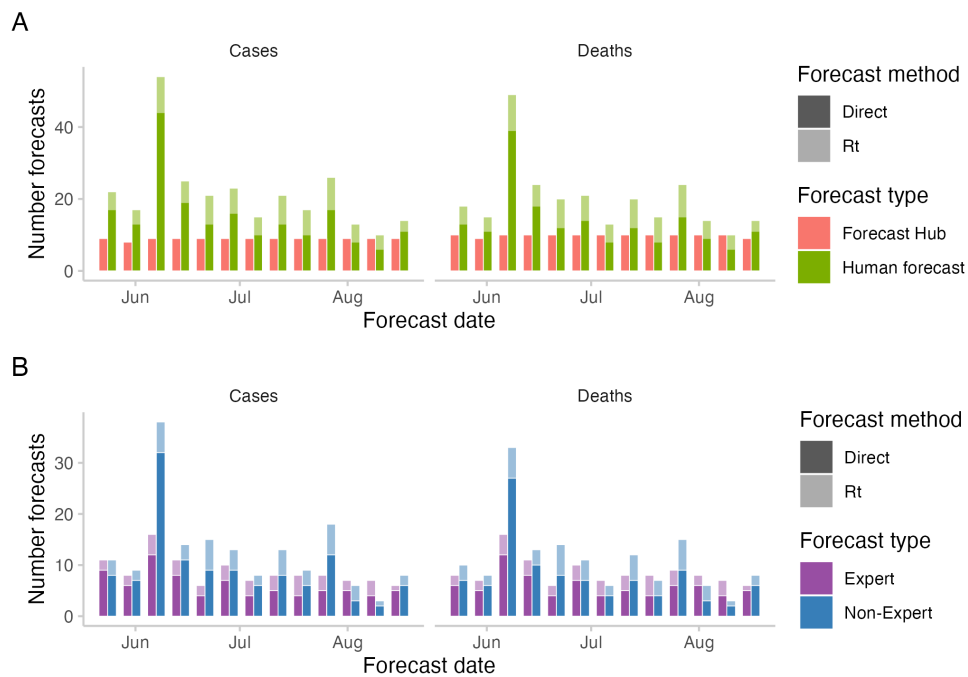 A
Cases
Deaths
Number forecasts
40
20
0
Jun
Jul
Aug
Jun
Jul
Aug
Forecast date
Forecast method
Direct
Rt
Forecast type
Forecast Hub
Human forecast
B
Cases
Deaths
Number forecasts
30
20
10
0
Jun
Jul
Aug
Jun
Jul
Aug
Forecast date
Forecast method
Direct
Rt
Forecast type
Expert
Non-Expert